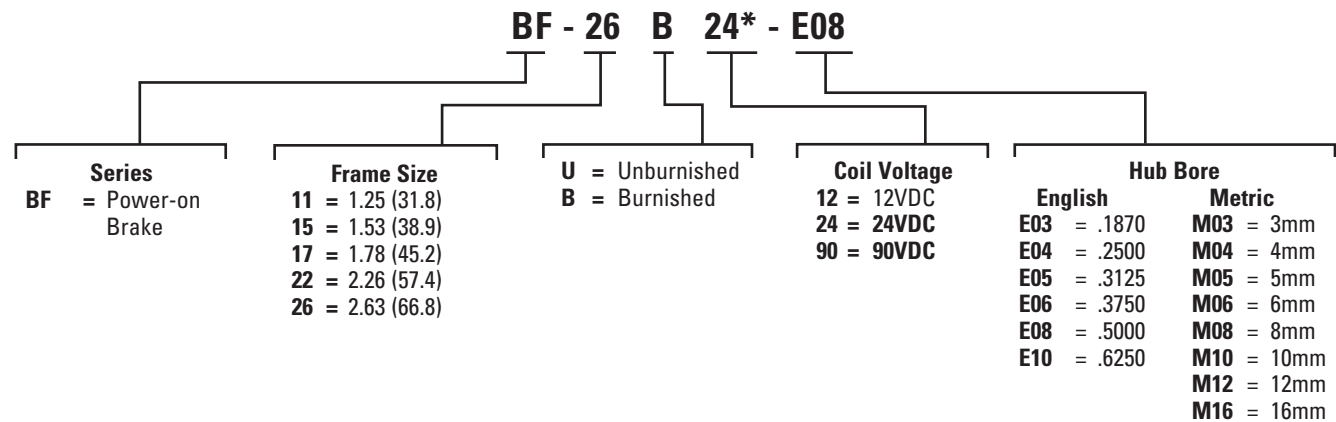 BF - 26 B 24* - E08
Series
BF = Power-on
Brake
Frame Size
11 = 1.25 (31.8)
15 = 1.53 (38.9)
17 = 1.78 (45.2)
22 = 2.26 (57.4)
26 = 2.63 (66.8)
U = Unburnished
B = Burnished
Coil Voltage
12 = 12VDC
24 = 24VDC
90 = 90VDC
Hub Bore
English Metric
E03 = .1870 M03 = 3mm
E04 = .2500 M04 = 4mm
E05 = .3125 M05 = 5mm
E06 = .3750 M06 = 6mm
E08 = .5000 M08 = 8mm
E10 = .6250 M10 = 10mm
M12 = 12mm
M16 = 16mm